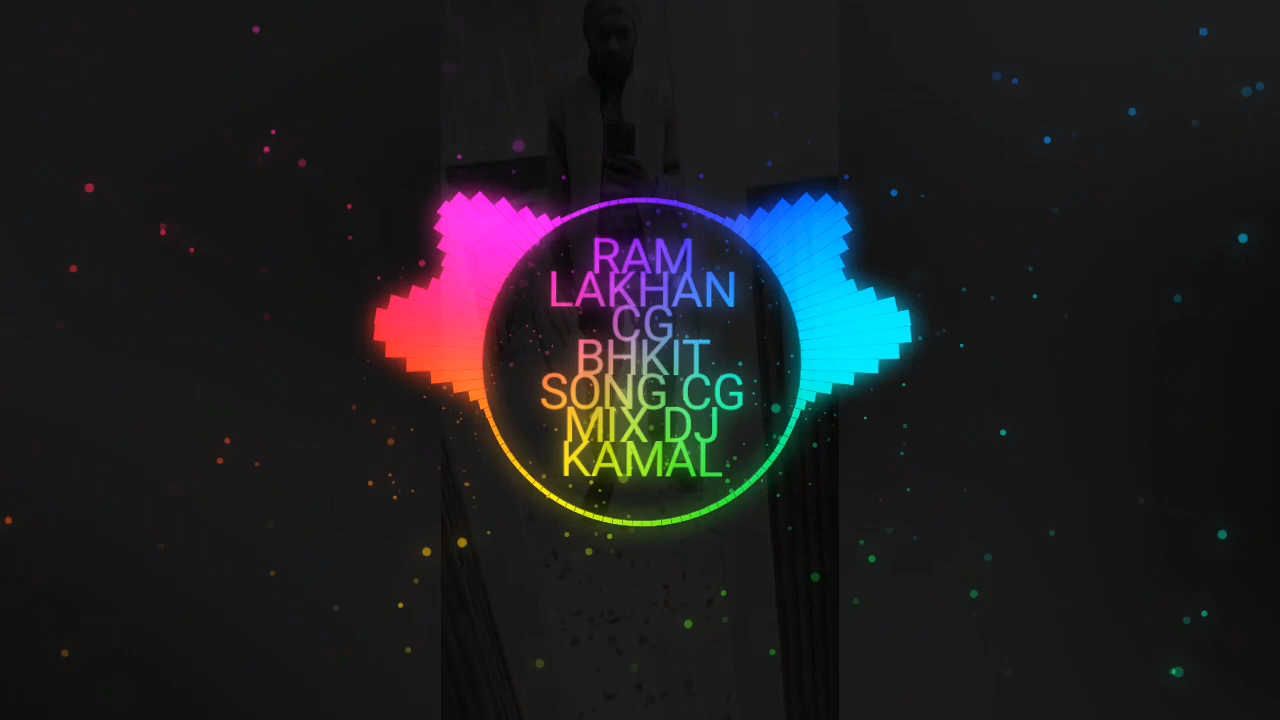 RAM
LAKHAN
CG
BHKIT
SONG CG
MIX DJ
KAMAL